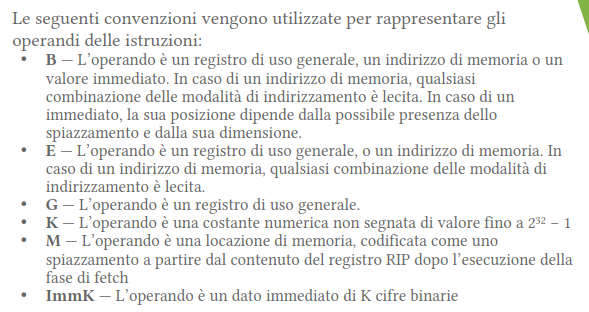 Le seguenti convenzioni vengono utilizzate per rappresentare gli
operandi delle istruzioni:
• B — L'operando è un registro di uso generale, un indirizzo di memoria o un
valore immediato. In caso di un indirizzo di memoria, qualsiasi
combinazione delle modalità di indirizzamento è lecita. In caso di un
immediato, la sua posizione dipende dalla possibile presenza dello
spiazzamento e dalla sua dimensione.
• E — L'operando è un registro di uso generale, o un indirizzo di memoria. In
caso di un indirizzo di memoria, qualsiasi combinazione delle modalità di
indirizzamento è lecita.
• G — L'operando è un registro di uso generale.
• K — L'operando è una costante numerica non segnata di valore fino a 2³² – 1
• M — L'operando è una locazione di memoria, codificata come uno
spiazzamento a partire dal contenuto del registro RIP dopo l'esecuzione della
fase di fetch
• ImmK — L'operando è un dato immediato di K cifre binarie